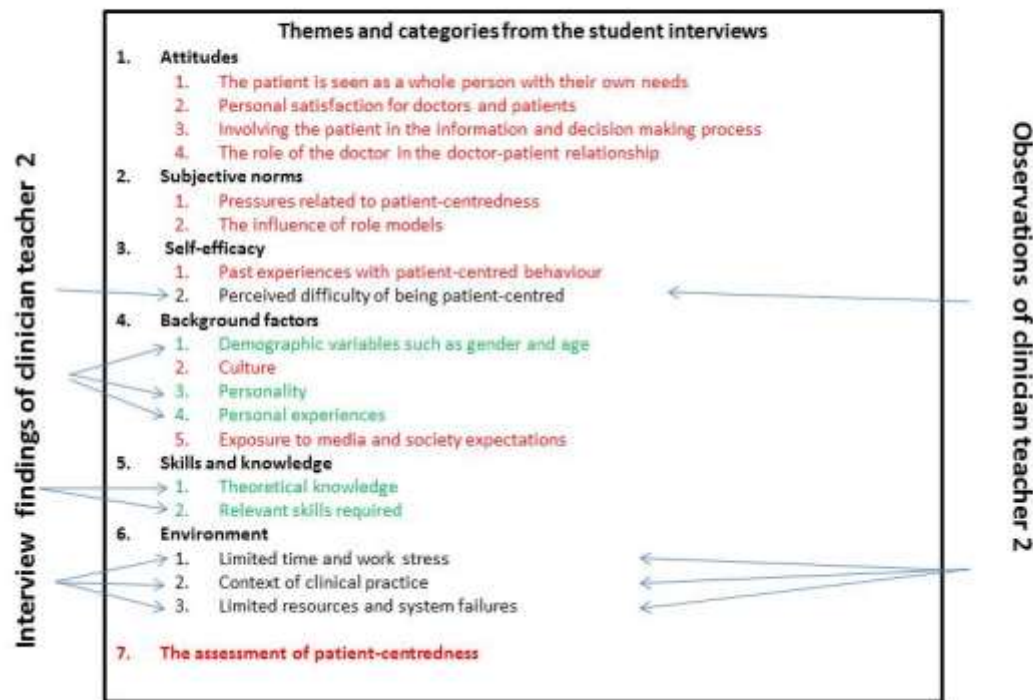 Themes and categories from the student interviews
1. Attitudes
1. The patient is seen as a whole person with their own needs
2. Personal satisfaction for doctors and patients
3. Involving the patient in the information and decision making process
4. The role of the doctor in the doctor-patient relationship
2. Subjective norms
1. Pressures related to patient-centredness
2. The influence of role models
3. Self-efficacy
1. Past experiences with patient-centred behaviour
2. Perceived difficulty of being patient-centred
4. Background factors
1. Demographic variables such as gender and age
2. Culture
3. Personality
4. Personal experiences
5. Exposure to media and society expectations
5. Skills and knowledge
1. Theoretical knowledge
2. Relevant skills required
6. Environment
1. Limited time and work stress
2. Context of clinical practice
3. Limited resources and system failures
7. The assessment of patient-centredness
Interview findings of clinician teacher 2
Observations of clinician teacher 2